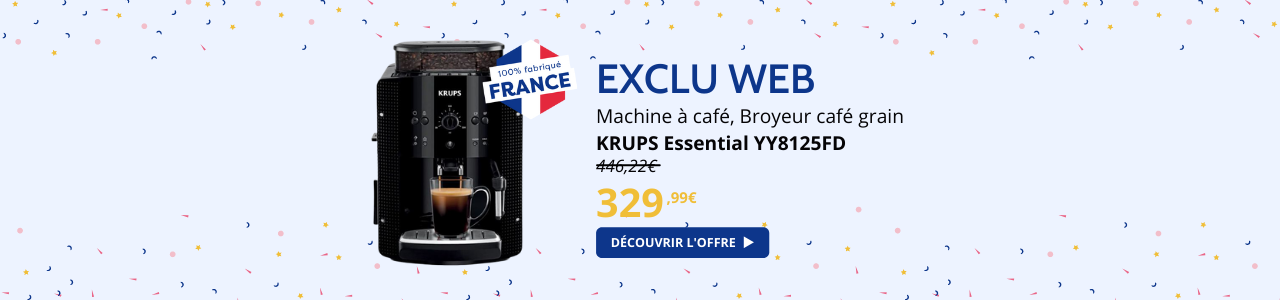 100% fabriqué
FRANCE
KRUPS
EXCLU WEB
Machine à café, Broyeur café grain
KRUPS Essential YY8125FD
446,22€
329,99€
DÉCOUVRIR L'OFFRE